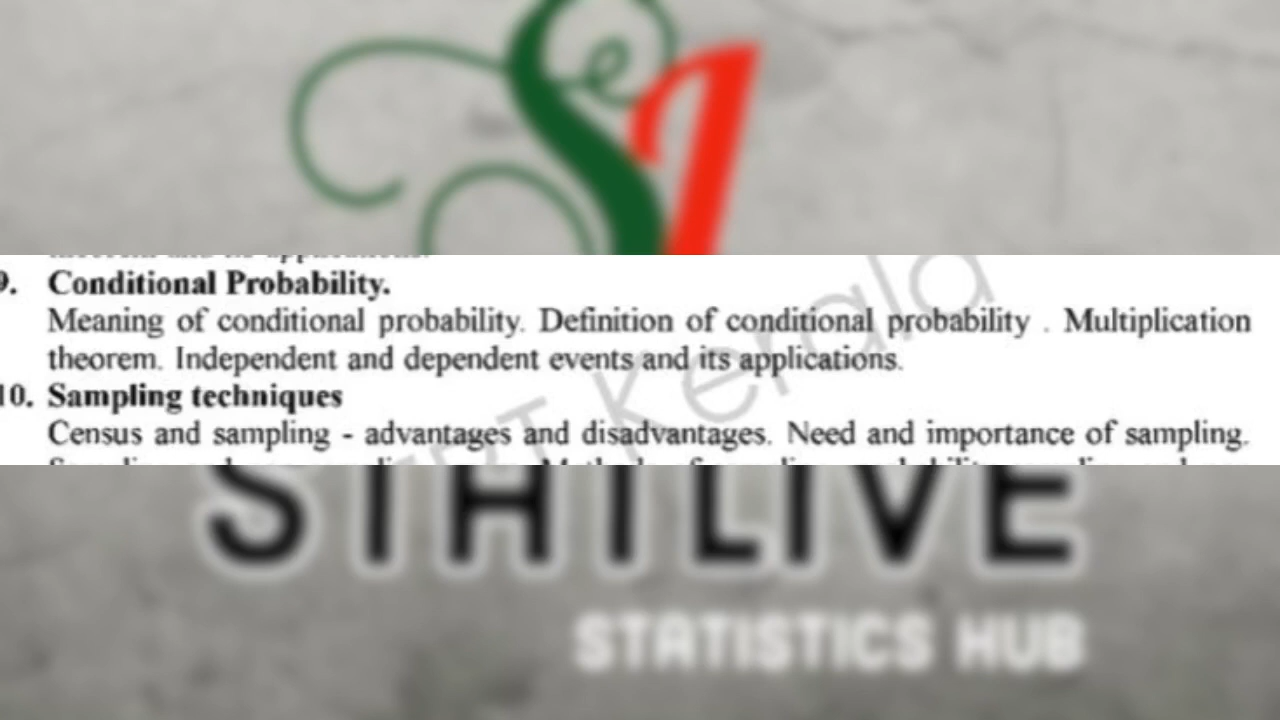 9. Conditional Probability.
Meaning of conditional probability. Definition of conditional probability . Multiplication
theorem. Independent and dependent events and its applications.
10. Sampling techniques
Census and sampling - advantages and disadvantages. Need and importance of sampling.
Kerala
STATLIVE
STATISTICS HUB